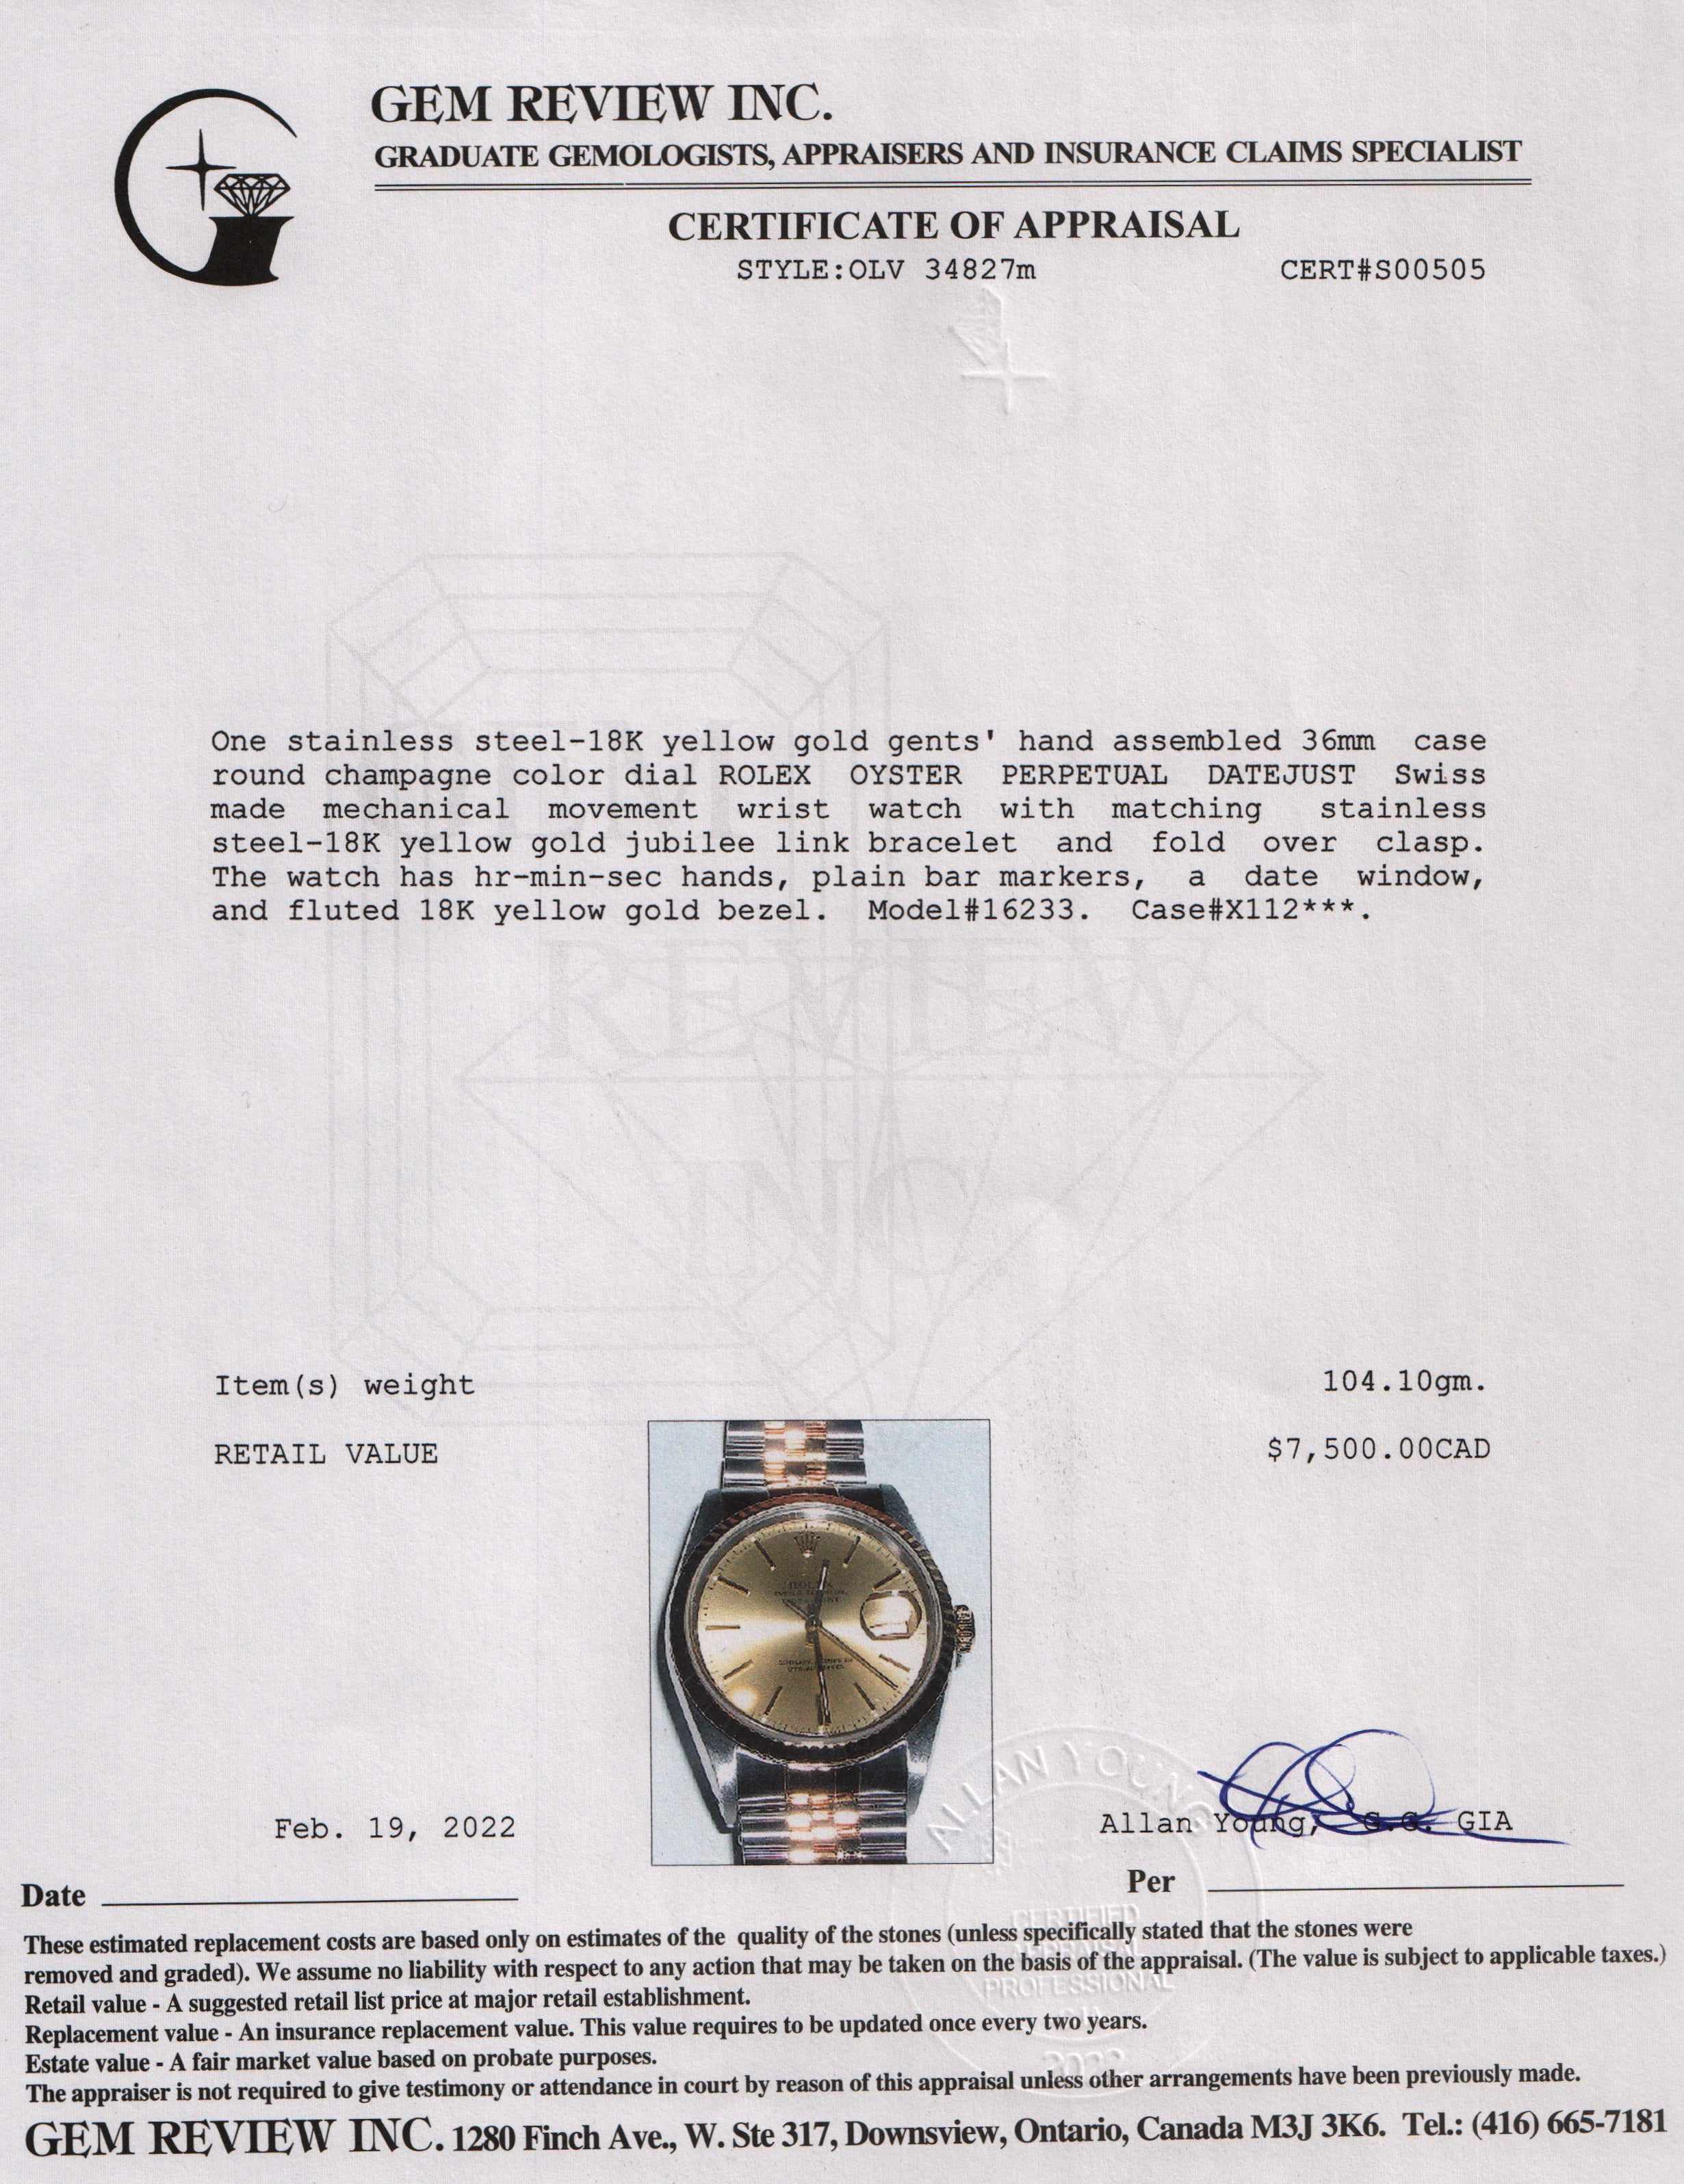 GEM REVIEW INC.
GRADUATE GEMOLOGISTS, APPRAISERS AND INSURANCE CLAIMS SPECIALIST
CERTIFICATE OF APPRAISAL
STYLE:OLV 34827m CERT#S00505
One stainless steel-18K yellow gold gents' hand assembled 36mm case
round champagne color dial ROLEX OYSTER PERPETUAL DATEJUST Swiss
made mechanical movement wrist watch with matching stainless
steel-18K yellow gold jubilee link bracelet and fold over clasp.
The watch has hr-min-sec hands, plain bar markers, a date window,
and fluted 18K yellow gold bezel. Model#16233. Case#X112***.
REVIEW
INC
Item(s) weight 104.10gm.
RETAIL VALUE $7,500.00CAD
ROLEX
ALLAN YOUNG
Feb. 19, 2022 Allan Young, G.G. GIA
Date Per
CERTIFIED
APPRAISAL
PROFESSIONAL
2022
These estimated replacement costs are based only on estimates of the quality of the stones (unless specifically stated that the stones were
removed and graded). We assume no liability with respect to any action that may be taken on the basis of the appraisal. (The value is subject to applicable taxes.)
Retail value - A suggested retail list price at major retail establishment.
Replacement value - An insurance replacement value. This value requires to be updated once every two years.
Estate value - A fair market value based on probate purposes.
The appraiser is not required to give testimony or attendance in court by reason of this appraisal unless other arrangements have been previously made.
GEM REVIEW INC. 1280 Finch Ave., W. Ste 317, Downsview, Ontario, Canada M3J 3K6. Tel.: (416) 665-7181